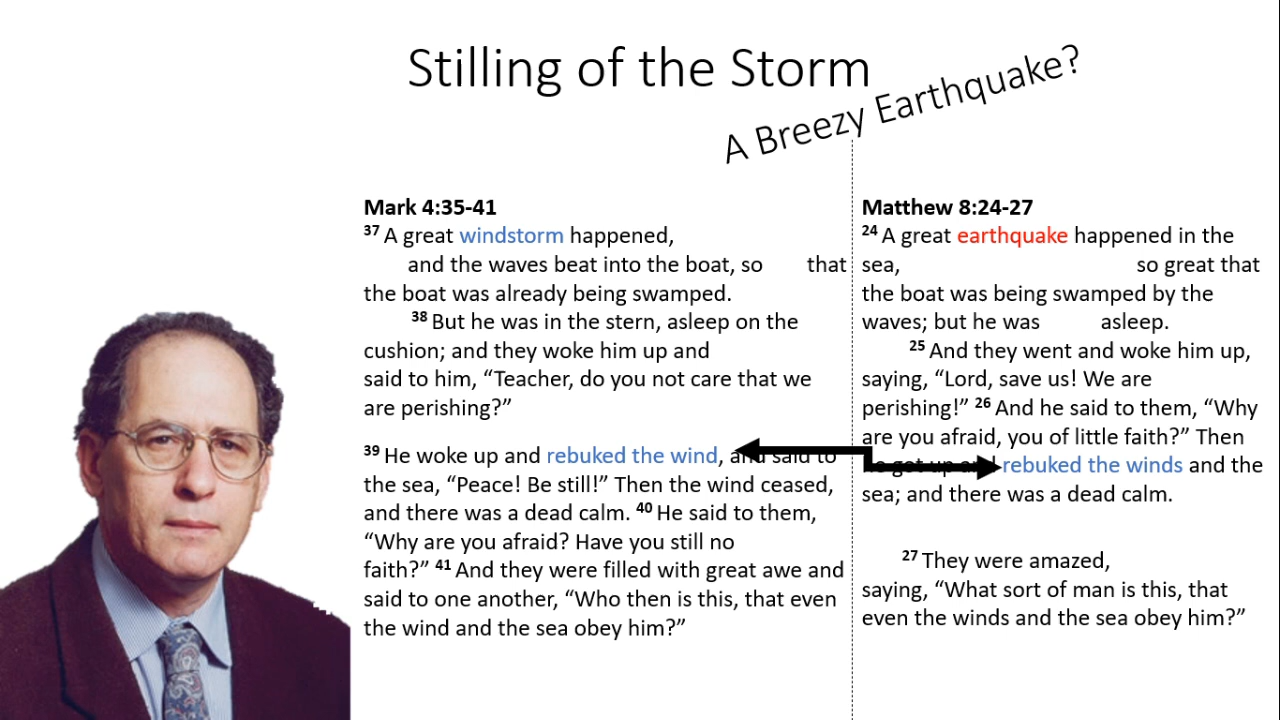 Stilling of the Storm
A Breezy Earthquake?
Mark 4:35-41
37 A great windstorm happened,
and the waves beat into the boat, so that
the boat was already being swamped.
38 But he was in the stern, asleep on the
cushion; and they woke him up and
said to him, “Teacher, do you not care that we
are perishing?”
39 He woke up and rebuked the wind, and said to
the sea, “Peace! Be still!” Then the wind ceased,
and there was a dead calm. 40 He said to them,
“Why are you afraid? Have you still no
faith?” 41 And they were filled with great awe and
said to one another, “Who then is this, that even
the wind and the sea obey him?”
Matthew 8:24-27
24 A great earthquake happened in the
sea, so great that
the boat was being swamped by the
waves; but he was asleep.
25 And they went and woke him up,
saying, “Lord, save us! We are
perishing!” 26 And he said to them, “Why
are you afraid, you of little faith?” Then
he got up and rebuked the winds and the
sea; and there was a dead calm.
27 They were amazed,
saying, “What sort of man is this, that
even the winds and the sea obey him?”